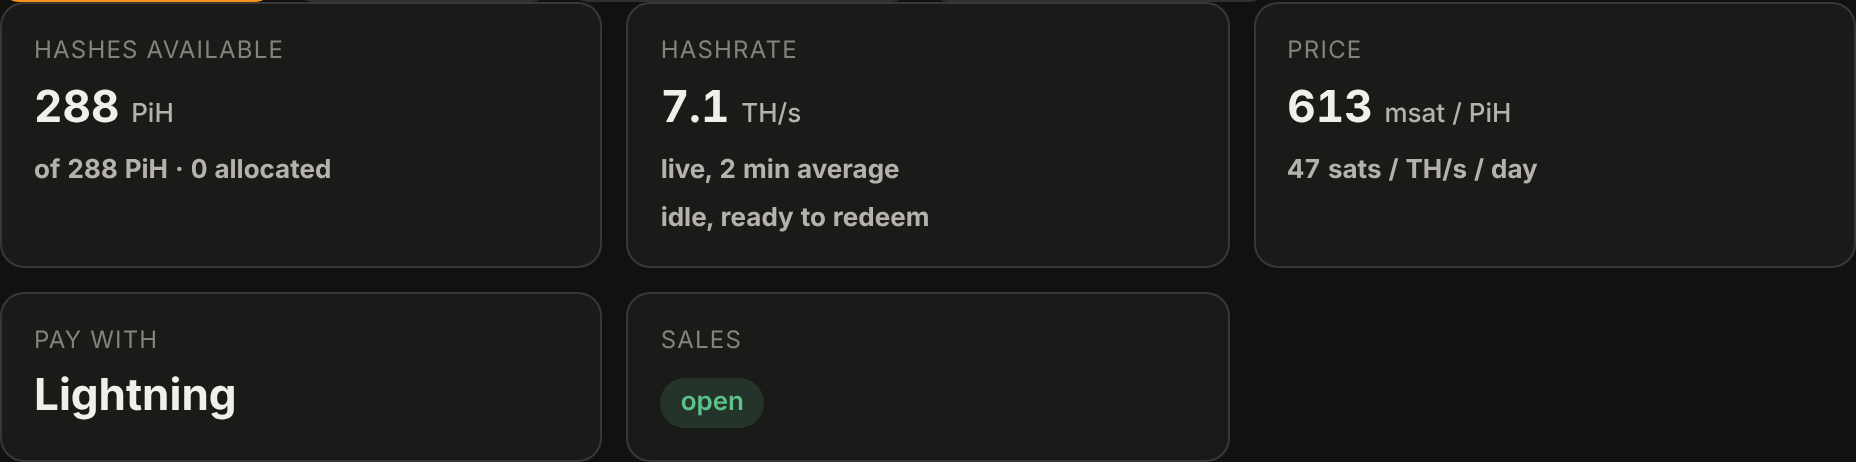 HASHES AVAILABLE
288 PiH
of 288 PiH · 0 allocated
HASHRATE
7.1 TH/s
live, 2 min average
idle, ready to redeem
PRICE
613 msat / PiH
47 sats / TH/s / day
PAY WITH
Lightning
SALES
open